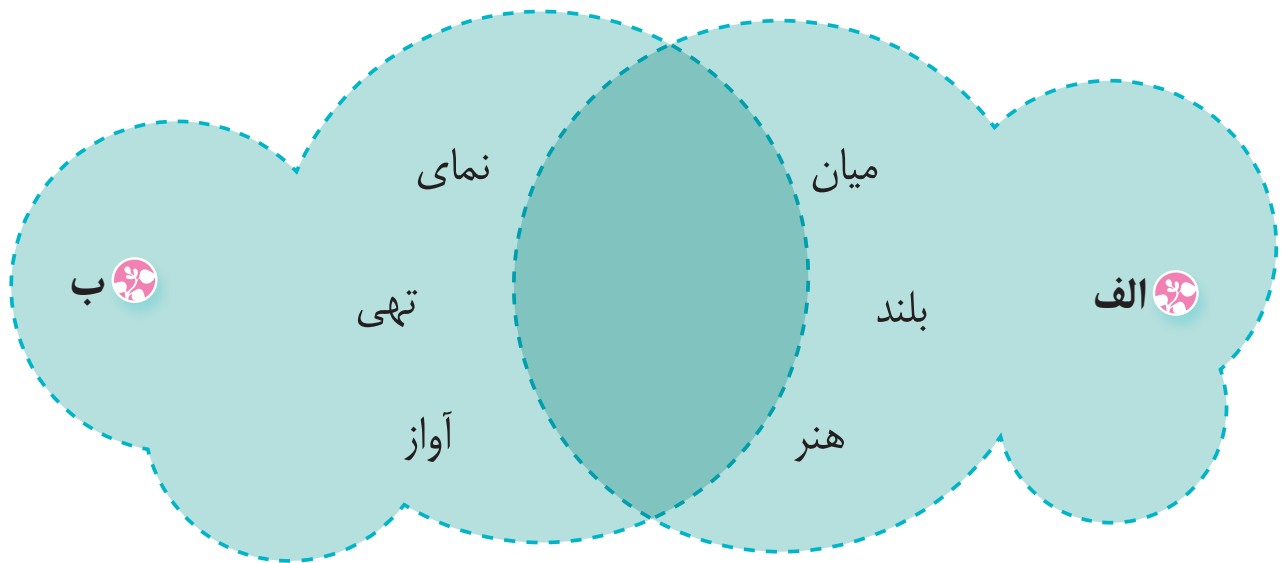 میان
نمای
الف
ب
بلند
تهی
هنر
آواز